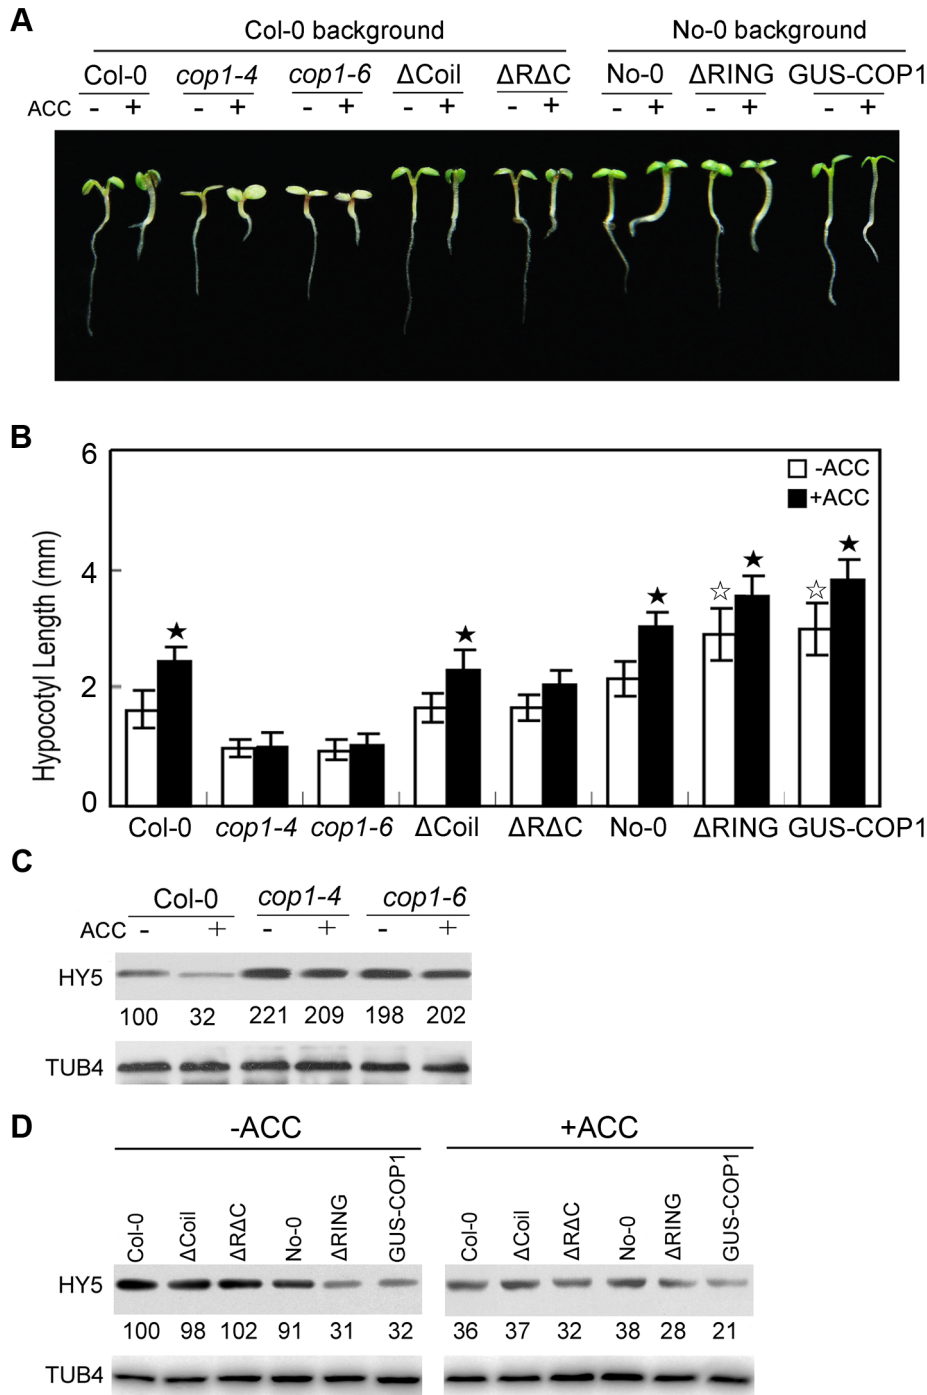 A
Col-0 background No-0 background
Col-0 cop1-4 cop1-6 ΔCoil ΔRΔC No-0 ΔRING GUS-COP1
ACC - + - + - + - + - + - + - + - +
B
Hypocotyl Length (mm)
6
4
2
0
-ACC
+ACC
Col-0 cop1-4 cop1-6 ΔCoil ΔRΔC No-0 ΔRING GUS-COP1
C
Col-0 cop1-4 cop1-6
ACC - + - + - +
HY5
100 32 221 209 198 202
TUB4
D
-ACC +ACC
Col-0 ΔCoil ΔRΔC No-0 ΔRING GUS-COP1 Col-0 ΔCoil ΔRΔC No-0 ΔRING GUS-COP1
HY5
100 98 102 91 31 32 36 37 32 38 28 21
TUB4